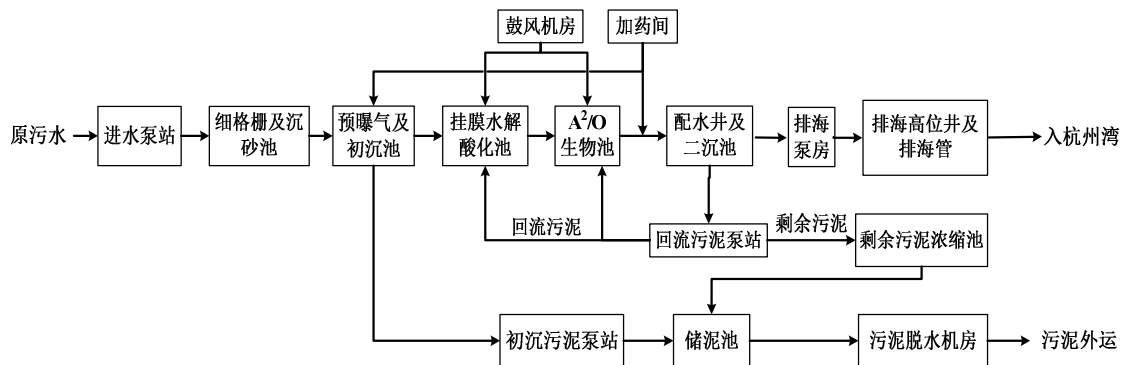 鼓风机房
加药间
原污水
进水泵站
细格栅及沉
砂池
预曝气及
初沉池
挂膜水解
酸化池
A²/O
生物池
配水井及
二沉池
排海
泵房
排海高位井及
排海管
入杭州湾
回流污泥
回流污泥泵站
剩余污泥
剩余污泥浓缩池
初沉污泥泵站
储泥池
污泥脱水机房
污泥外运